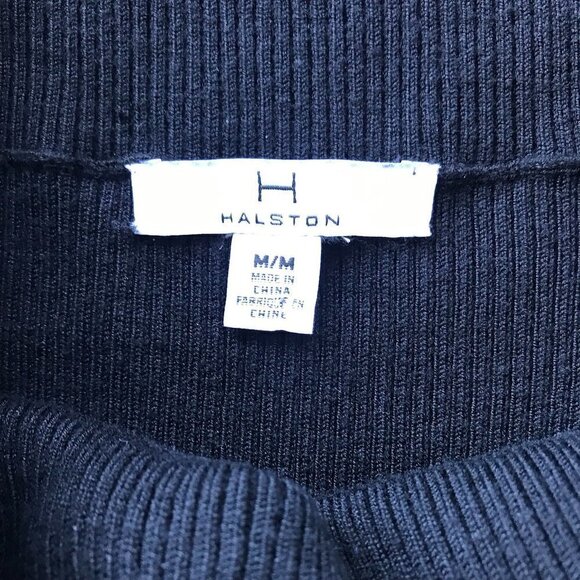 H
HALSTON
M/M
MADE IN
CHINA
FABRIQUÉ EN
CHINE